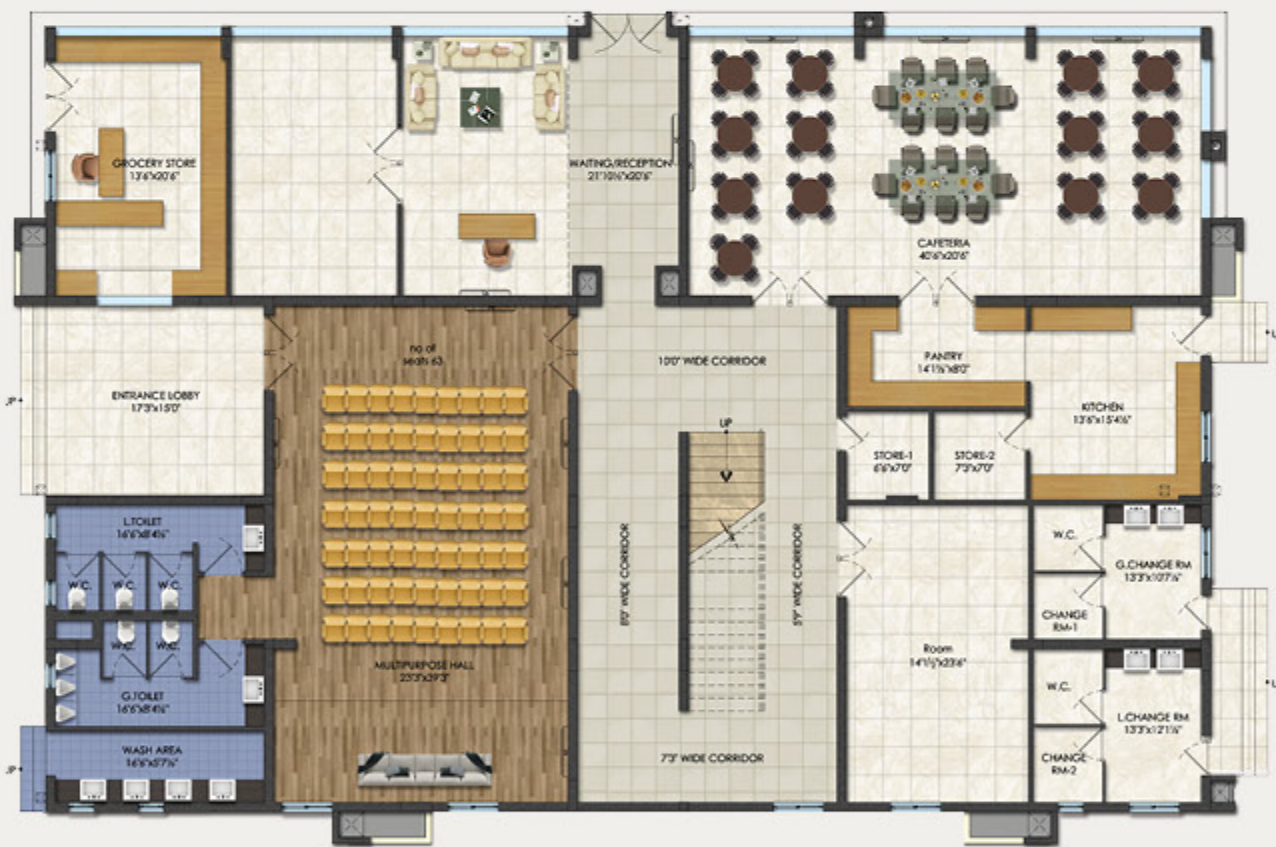 GROCERY STORE
13'6"x20'6"
WAITING/RECEPTION
21'10½"x20'6"
CAFETERIA
40'6"x20'6"
no of
seats 63
ENTRANCE LOBBY
17'3"x15'0"
10'0" WIDE CORRIDOR
PANTRY
14'1½"x8'0"
KITCHEN
13'6"x15'4½"
UP
STORE-1
6'6"x7'0"
STORE-2
7'3"x7'0"
L.TOILET
16'6"x8'4½"
W.C.
W.C.
W.C.
W.C.
W.C.
G.TOILET
16'6"x8'4½"
WASH AREA
16'6"x5'7½"
MULTIPURPOSE HALL
23'3"x39'3"
8'0" WIDE CORRIDOR
5'9" WIDE CORRIDOR
7'3" WIDE CORRIDOR
Room
14'1½"x23'6"
W.C.
G.CHANGE RM
13'3"x10'7½"
CHANGE
RM-1
W.C.
L.CHANGE RM
13'3"x12'1½"
CHANGE
RM-2